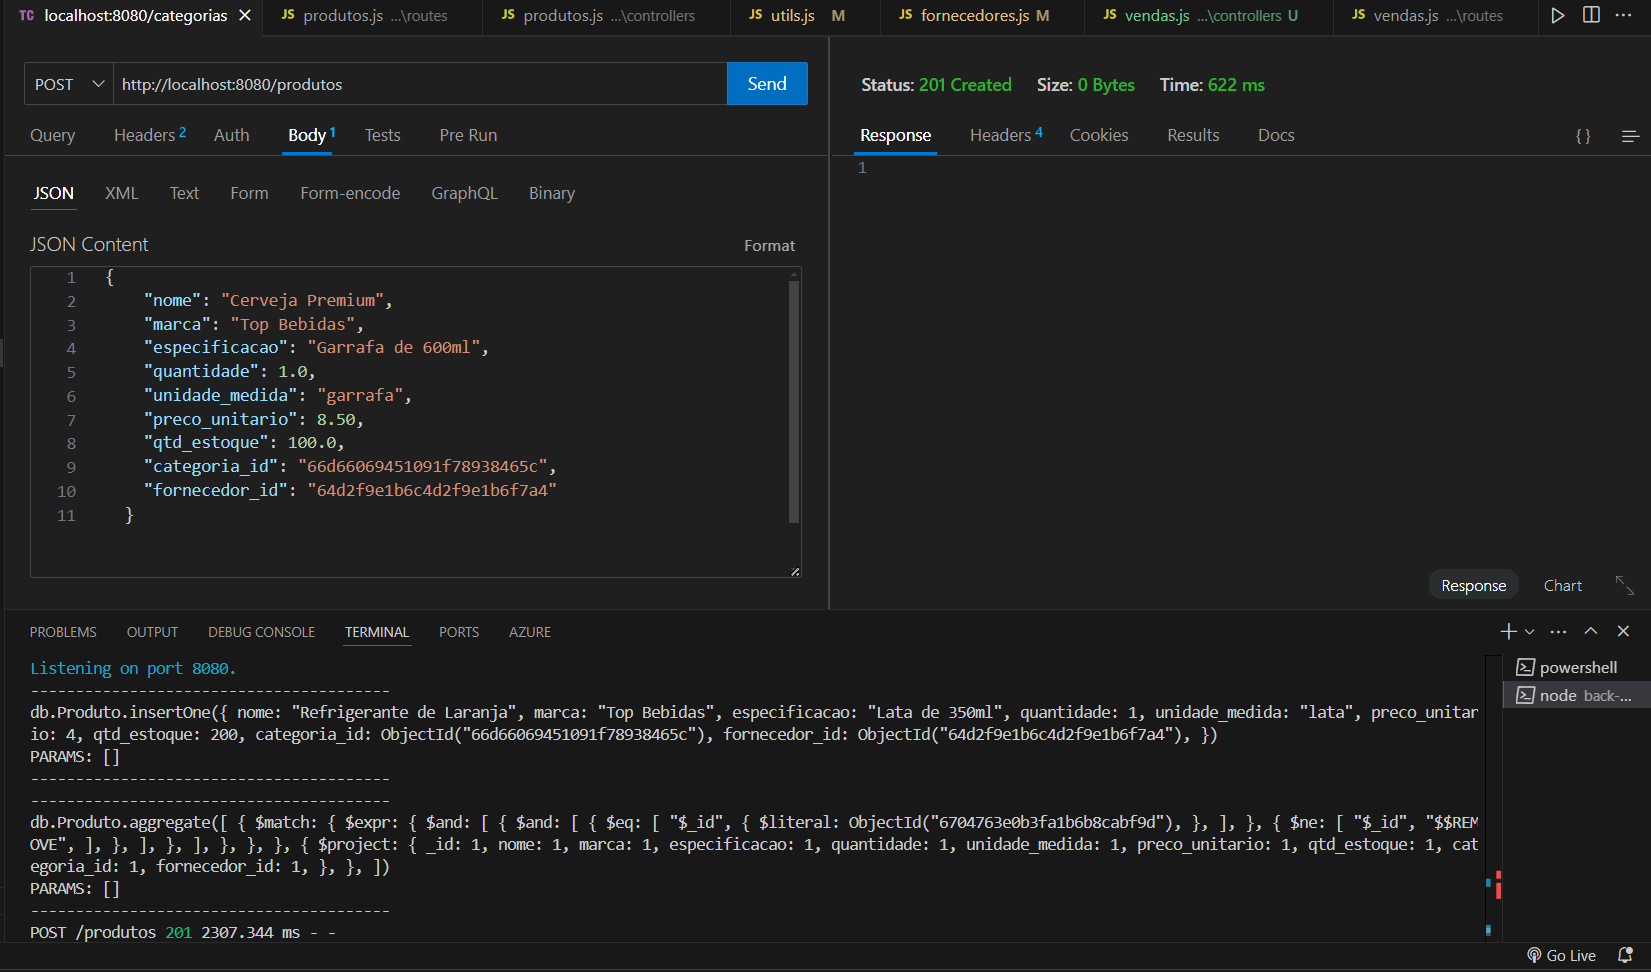 TC localhost:8080/categorias JS produtos.js ...\routes JS produtos.js ...\controllers JS utils.js M JS fornecedores.js M JS vendas.js ...\controllers U JS vendas.js ...\routes
POST http://localhost:8080/produtos Send
Query Headers 2 Auth Body 1 Tests Pre Run
JSON XML Text Form Form-encode GraphQL Binary
JSON Content Format
1 {
2 "nome": "Cerveja Premium",
3 "marca": "Top Bebidas",
4 "especificacao": "Garrafa de 600ml",
5 "quantidade": 1.0,
6 "unidade_medida": "garrafa",
7 "preco_unitario": 8.50,
8 "qtd_estoque": 100.0,
9 "categoria_id": "66d66069451091f78938465c",
10 "fornecedor_id": "64d2f9e1b6c4d2f9e1b6f7a4"
11 }
Status: 201 Created Size: 0 Bytes Time: 622 ms
Response Headers 4 Cookies Results Docs {}
1
Response Chart
PROBLEMS OUTPUT DEBUG CONSOLE TERMINAL PORTS AZURE
Listening on port 8080.
----------------------------------------
db.Produto.insertOne({ nome: "Refrigerante de Laranja", marca: "Top Bebidas", especificacao: "Lata de 350ml", quantidade: 1, unidade_medida: "lata", preco_unitar
io: 4, qtd_estoque: 200, categoria_id: ObjectId("66d66069451091f78938465c"), fornecedor_id: ObjectId("64d2f9e1b6c4d2f9e1b6f7a4"), })
PARAMS: []
----------------------------------------
----------------------------------------
db.Produto.aggregate([ { $match: { $expr: { $and: [ { $and: [ { $eq: [ "$_id", { $literal: ObjectId("6704763e0b3fa1b6b8cabf9d"), }, ], }, { $ne: [ "$_id", "$$REM
OVE", ], }, ], }, ], }, }, }, { $project: { _id: 1, nome: 1, marca: 1, especificacao: 1, quantidade: 1, unidade_medida: 1, preco_unitario: 1, qtd_estoque: 1, cat
egoria_id: 1, fornecedor_id: 1, }, }, ])
PARAMS: []
----------------------------------------
POST /produtos 201 2307.344 ms - -
powershell
node back-...
Go Live